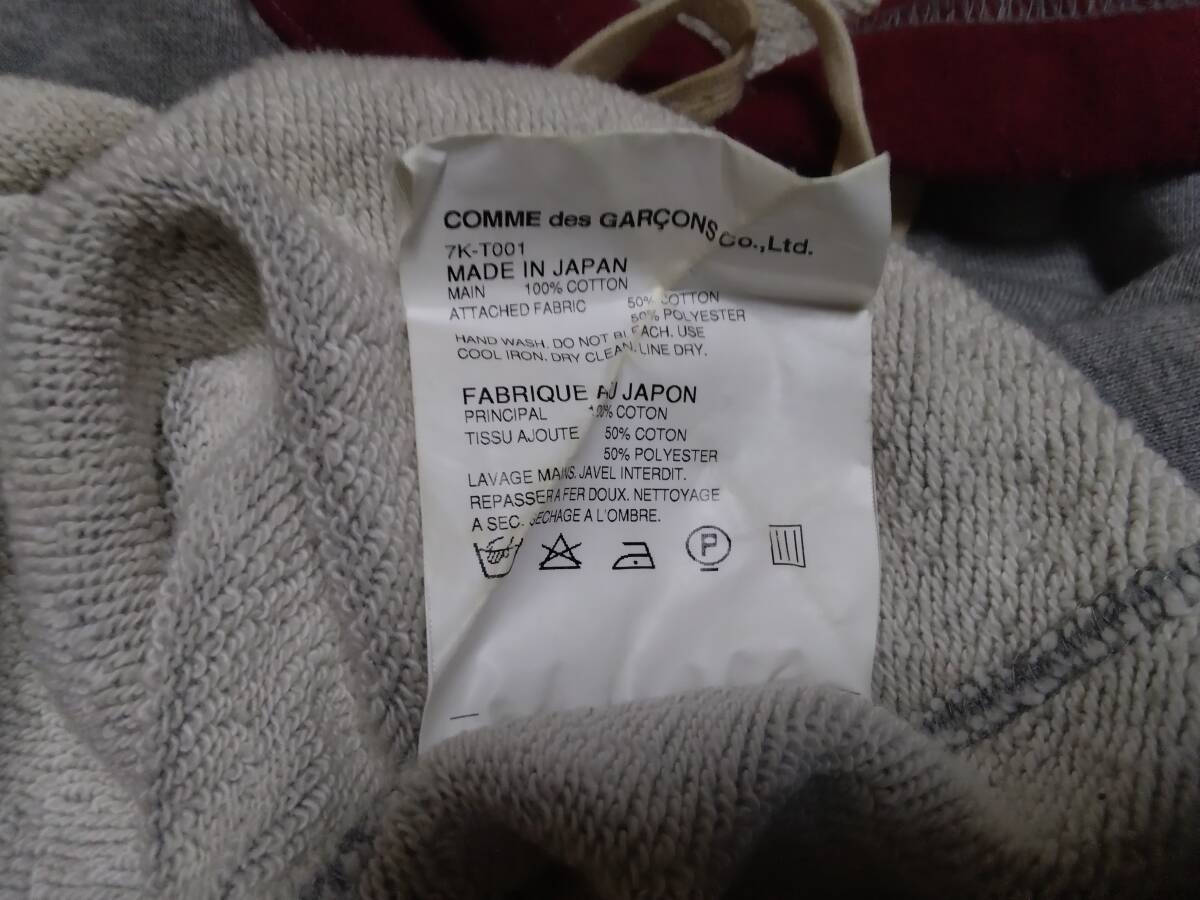 COMME des GARÇONS Co.,Ltd.
7K-T001
MADE IN JAPAN
MAIN 100% COTTON
ATTACHED FABRIC 50% COTTON
50% POLYESTER
HAND WASH. DO NOT BLEACH. USE
COOL IRON. DRY CLEAN. LINE DRY.
FABRIQUE AU JAPON
PRINCIPAL 100% COTON
TISSU AJOUTE 50% COTON
50% POLYESTER
LAVAGE MAINS. JAVEL INTERDIT.
REPASSER A FER DOUX. NETTOYAGE
A SEC. SECHAGE A L'OMBRE.
P